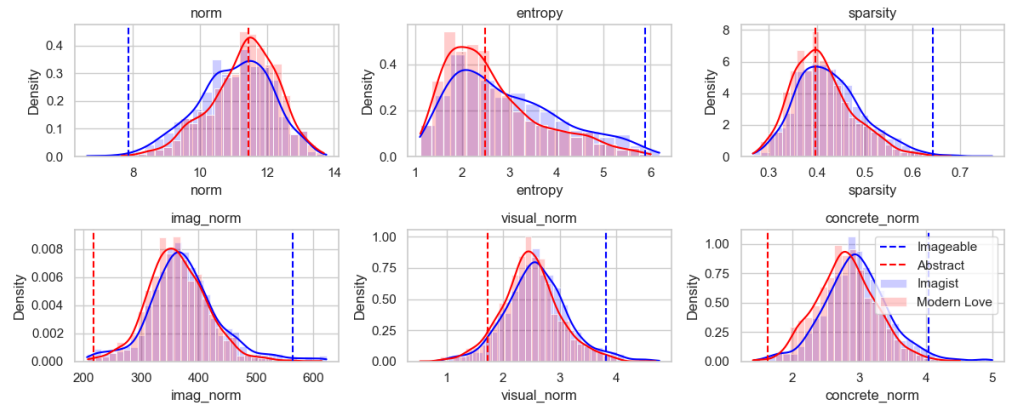 norm
entropy
sparsity
Density
0.4
0.3
0.2
0.1
0.0
8
10
12
14
norm
Density
0.4
0.2
0.0
1
2
3
4
5
6
entropy
Density
8
6
4
2
0
0.3
0.4
0.5
0.6
0.7
sparsity
imag_norm
visual_norm
concrete_norm
Density
0.008
0.006
0.004
0.002
0.000
200
300
400
500
600
imag_norm
Density
1.00
0.75
0.50
0.25
0.00
1
2
3
4
visual_norm
Density
1.00
0.75
0.50
0.25
0.00
2
3
4
5
concrete_norm
Imageable
Abstract
Imagist
Modern Love